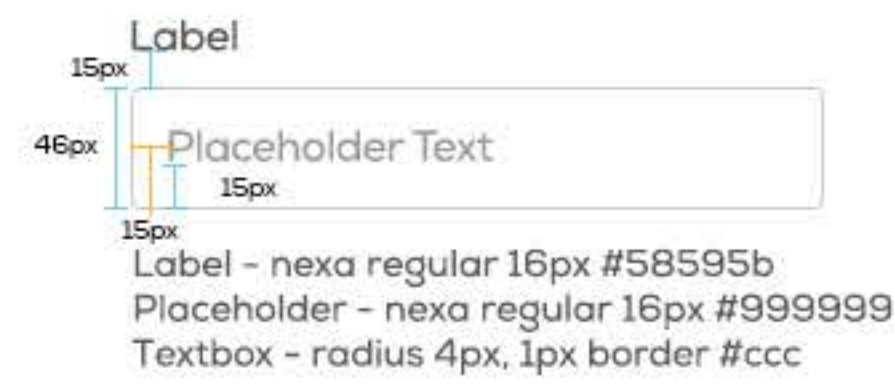 Label
15px
46px
Placeholder Text
15px
15px
Label - nexa regular 16px #58595b
Placeholder - nexa regular 16px #999999
Textbox - radius 4px, 1px border #ccc